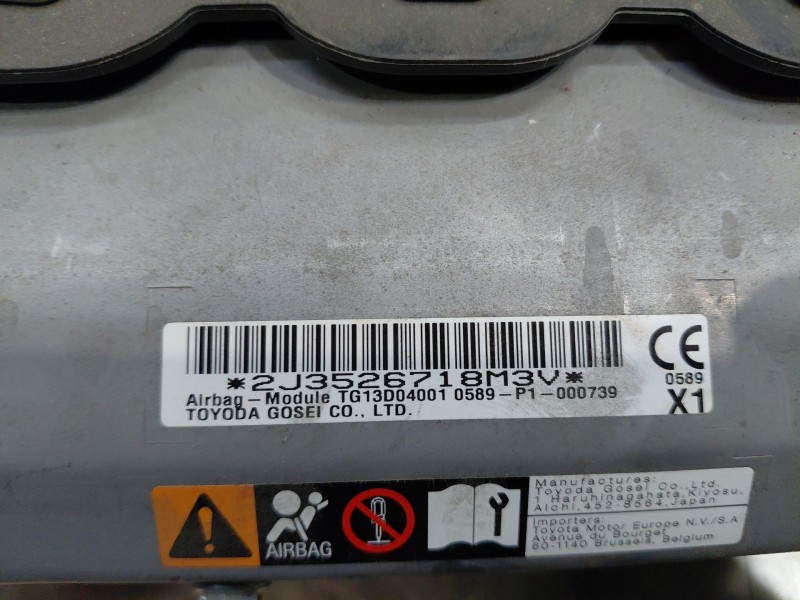 *2J3526718M3V*
Airbag-Module TG13D04001 0589-P1-000739
TOYODA GOSEI CO., LTD.
CE
0589
X1
AIRBAG
Manufactures:
Toyoda Gosei Co., Ltd.
1 Haruhinagahata, Kiyosu,
Aichi, 452-8564, Japan
Importers:
Toyota Motor Europe N.V./S.A
Avenue du Bourget
60-1140 Brussels, Belgium